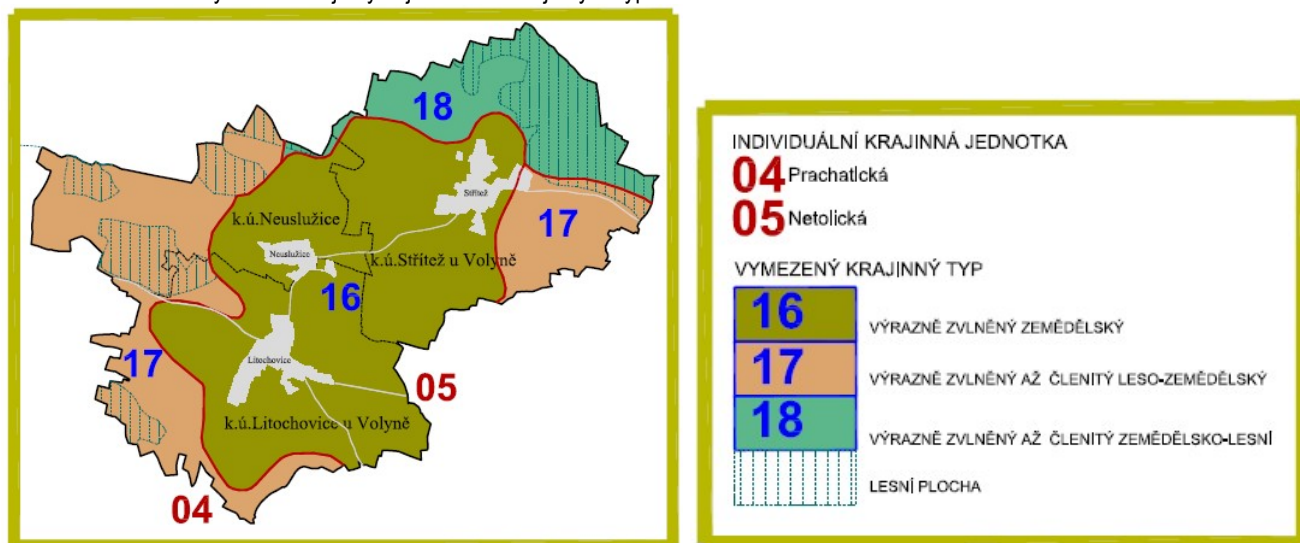 18
k.ú.Neuslužice
Střítež
17
Neuslužice
k.ú.Střítež u Volyně
16
Litochovice
17
05
k.ú.Litochovice u Volyně
04
INDIVIDUÁLNÍ KRAJINNÁ JEDNOTKA
04 Prachatická
05 Netolická
VYMEZENÝ KRAJINNÝ TYP
16 VÝRAZNĚ ZVLNĚNÝ ZEMĚDĚLSKÝ
17 VÝRAZNĚ ZVLNĚNÝ AŽ ČLENITÝ LESO-ZEMĚDĚLSKÝ
18 VÝRAZNĚ ZVLNĚNÝ AŽ ČLENITÝ ZEMĚDĚLSKO-LESNÍ
LESNÍ PLOCHA